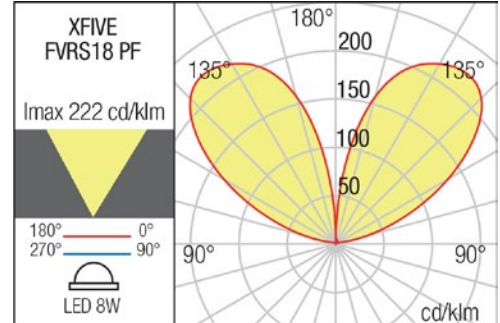 XFIVE
FVRS18 PF
Imax 222 cd/klm
180° 0°
270° 90°
LED 8W
180°
200
135° 135°
150
100
50
90° 90°
cd/klm